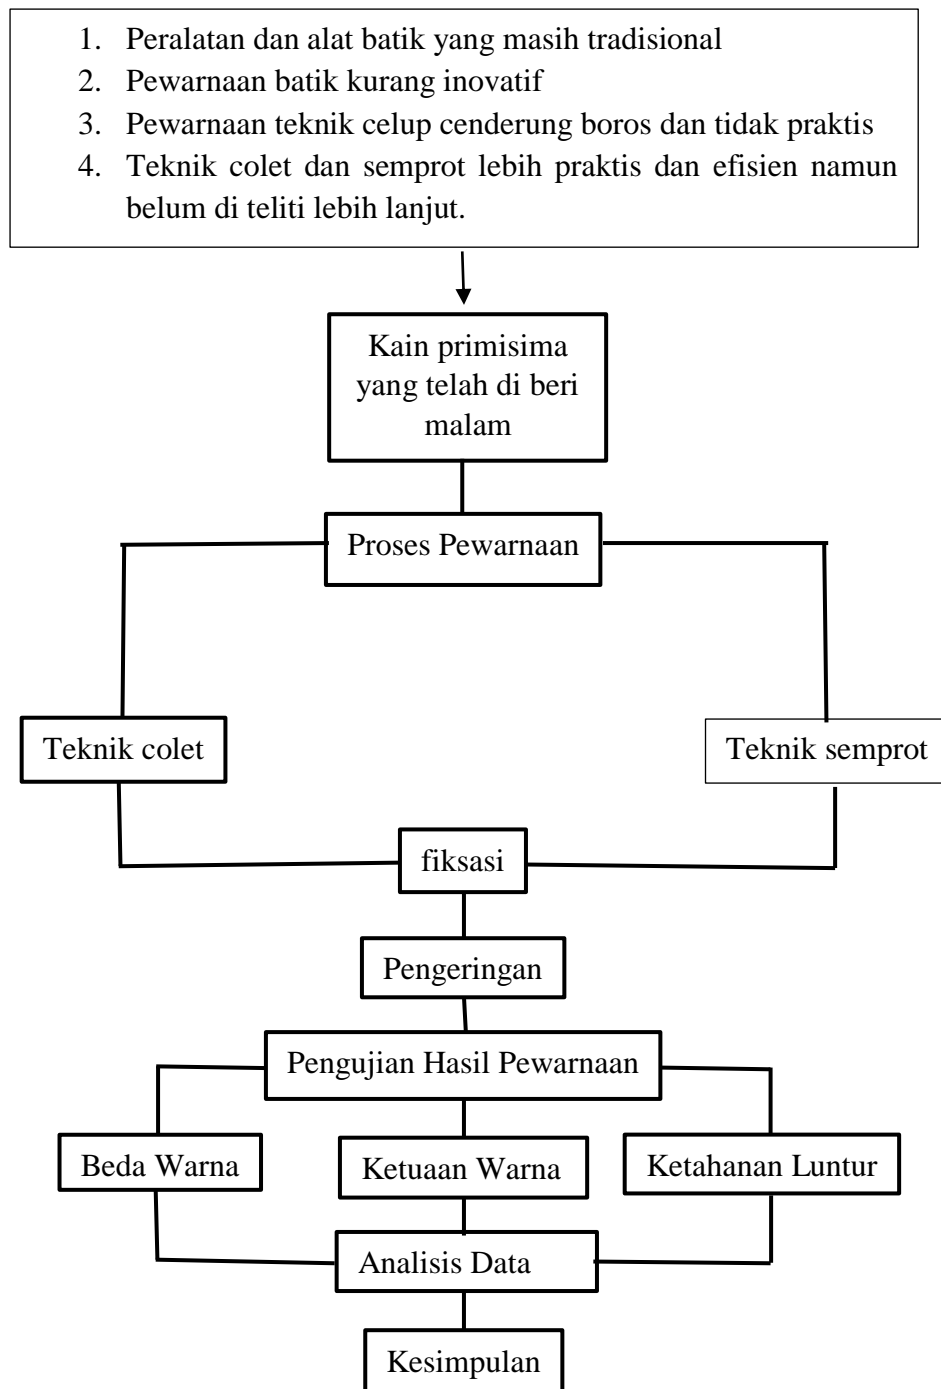 1. Peralatan dan alat batik yang masih tradisional
2. Pewarnaan batik kurang inovatif
3. Pewarnaan teknik celup cenderung boros dan tidak praktis
4. Teknik colet dan semprot lebih praktis dan efisien namun
belum di teliti lebih lanjut.
Kain primisima
yang telah di beri
malam
Proses Pewarnaan
Teknik colet
Teknik semprot
fiksasi
Pengeringan
Pengujian Hasil Pewarnaan
Beda Warna
Ketuaan Warna
Ketahanan Luntur
Analisis Data
Kesimpulan